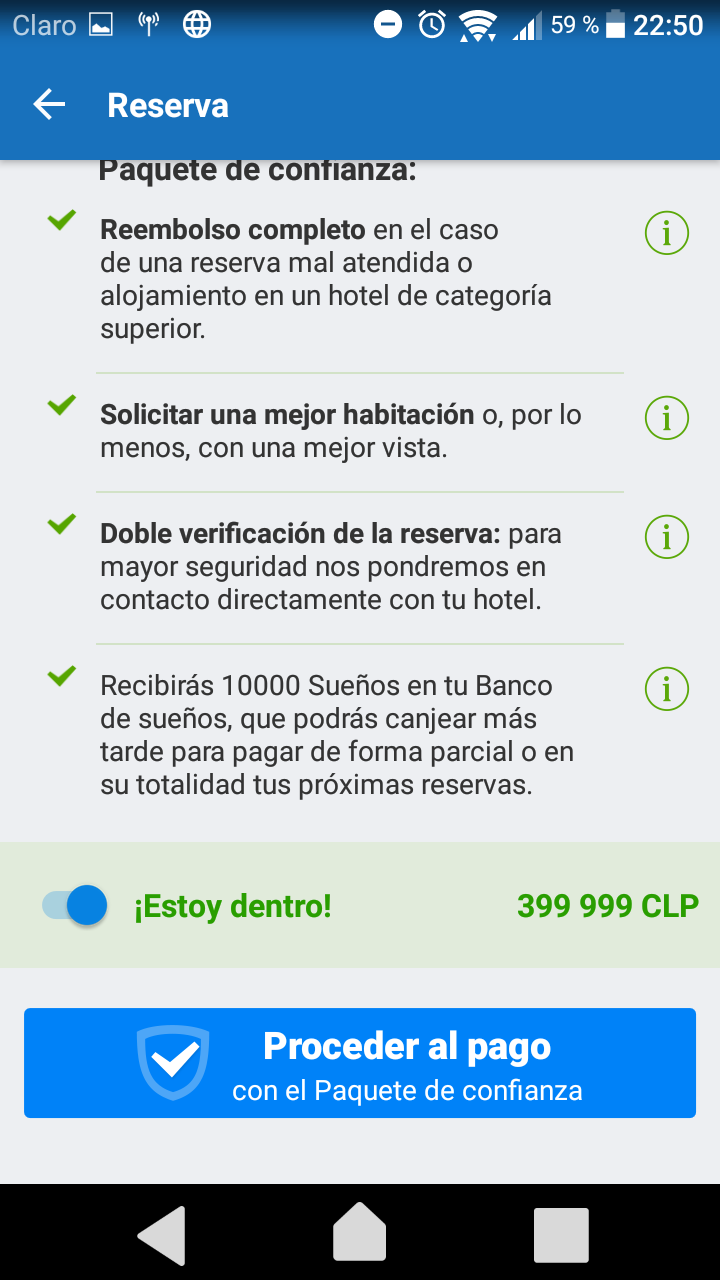 Claro 59 % 22:50
Reserva
Paquete de confianza:
Reembolso completo en el caso
de una reserva mal atendida o
alojamiento en un hotel de categoría
superior.
Solicitar una mejor habitación o, por lo
menos, con una mejor vista.
Doble verificación de la reserva: para
mayor seguridad nos pondremos en
contacto directamente con tu hotel.
Recibirás 10000 Sueños en tu Banco
de sueños, que podrás canjear más
tarde para pagar de forma parcial o en
su totalidad tus próximas reservas.
¡Estoy dentro! 399 999 CLP
Proceder al pago
con el Paquete de confianza